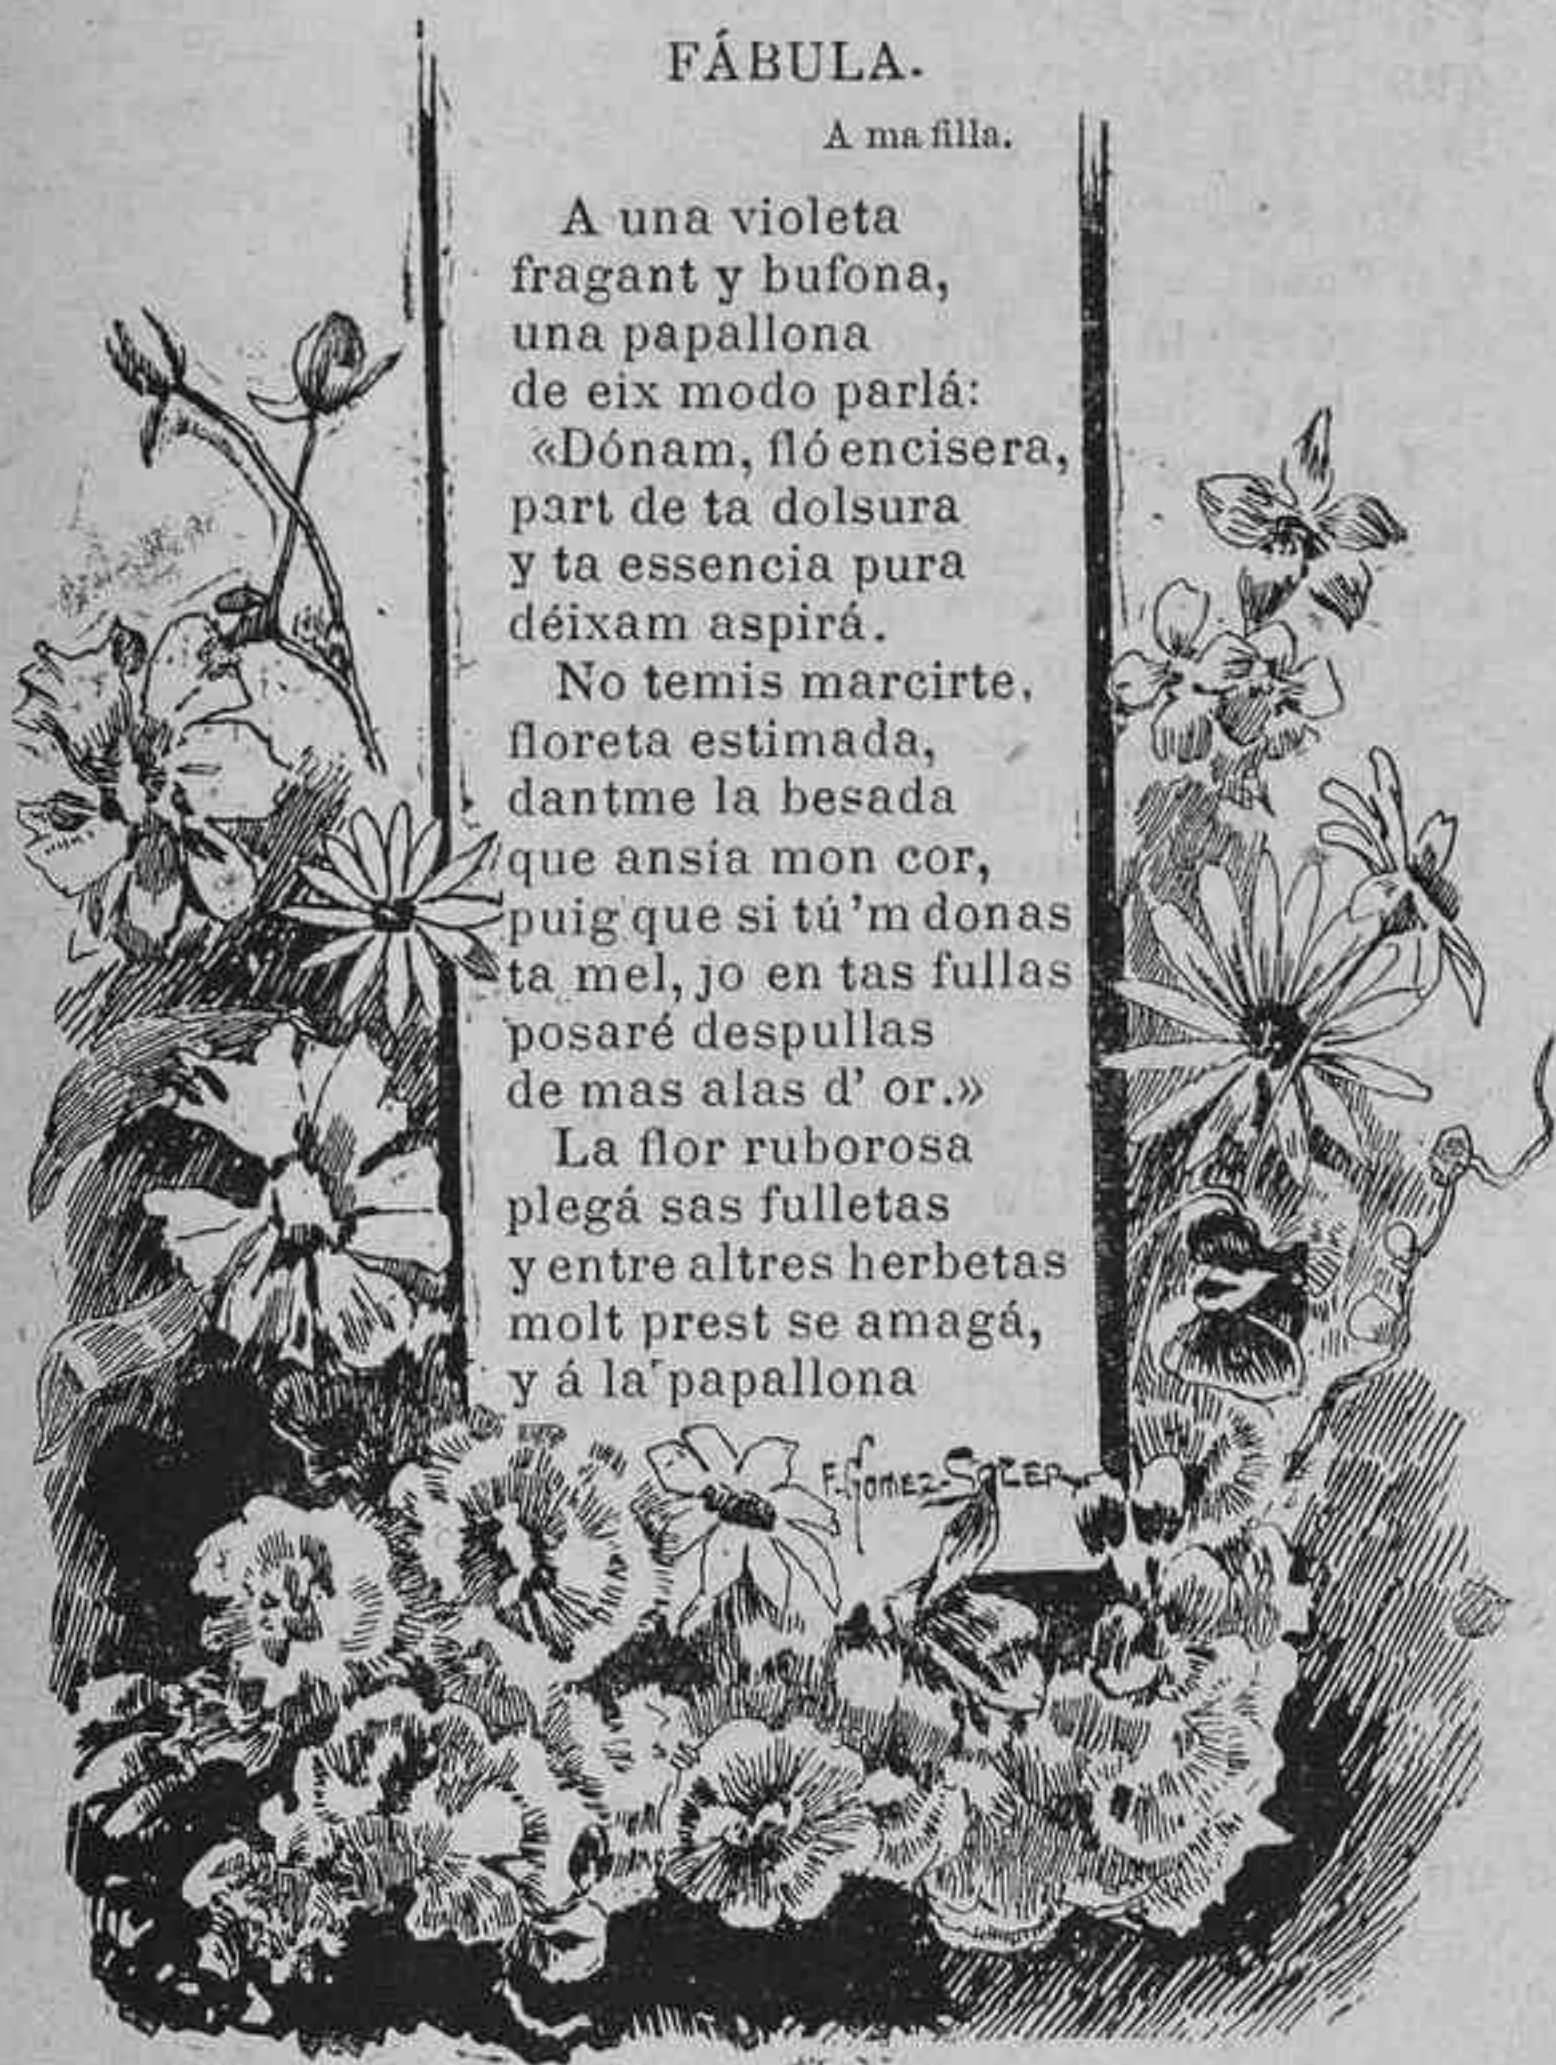 FÁBULA.
A ma filla.
A una violeta
fragant y bufona,
una papallona
de eix modo parlá:
«Dónam, fló encisera,
part de ta dolsura
y ta essencia pura
déixam aspirá.
No temis marcirte,
floreta estimada,
dantme la besada
que ansía mon cor,
puig que si tú 'm donas
ta mel, jo en tas fullas
posaré despullas
de mas alas d' or.»
La flor ruborosa
plegá sas fulletas
y entre altres herbetas
molt prest se amagá,
y á la papallona
F. Gomez-Soler